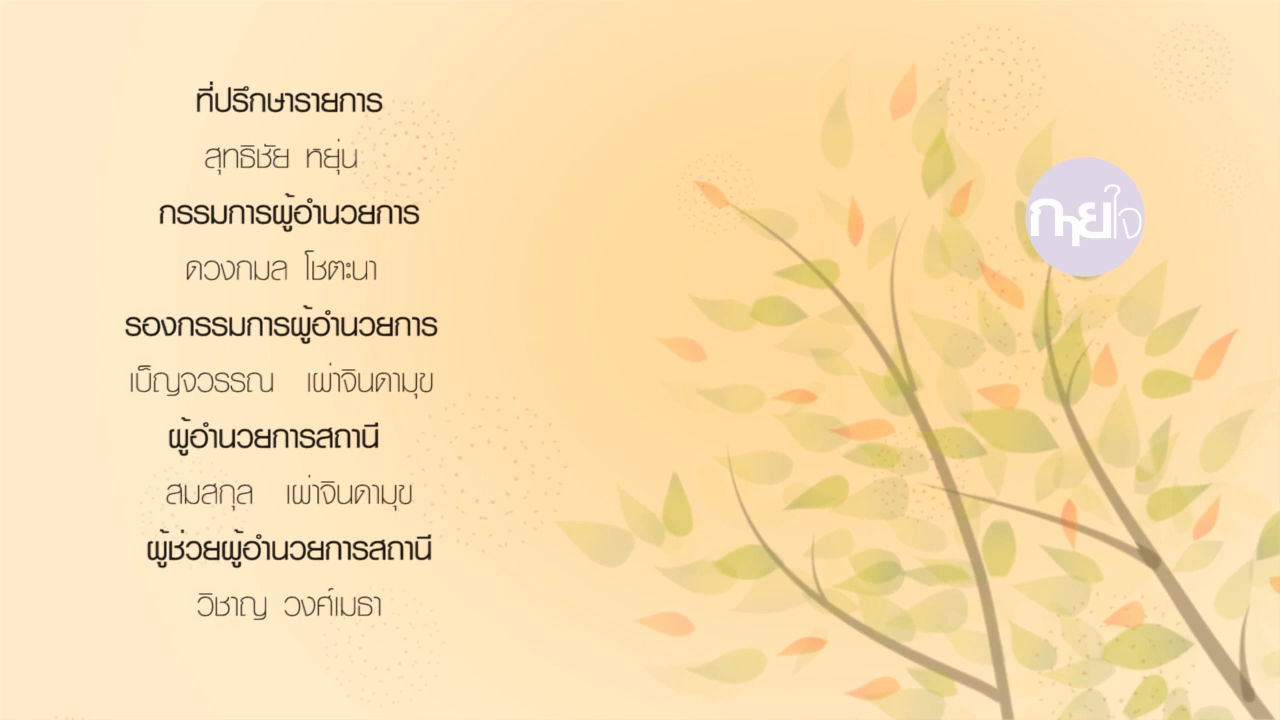 ที่ปรึกษารายการ
สุทธิชัย หยุ่น
กรรมการผู้อำนวยการ
ดวงกมล โชตะนา
รองกรรมการผู้อำนวยการ
เบ็ญจวรรณ เผ่าจินดามุข
ผู้อำนวยการสถานี
สมสกุล เผ่าจินดามุข
ผู้ช่วยผู้อำนวยการสถานี
วิชาญ วงศ์เมธา
กายใจ